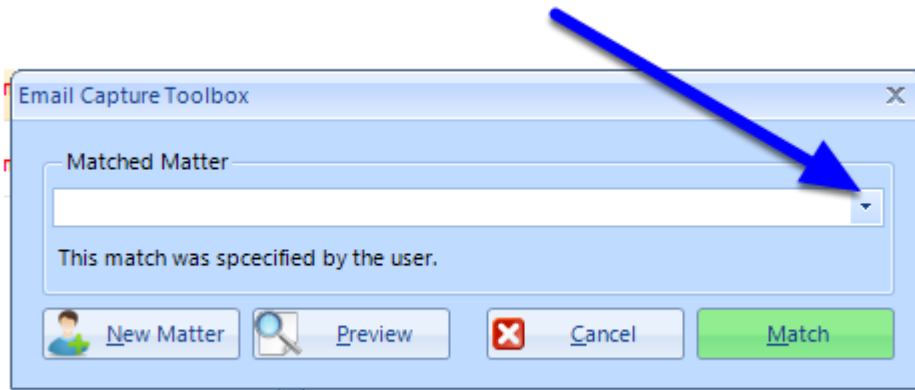 Email Capture Toolbox
Matched Matter
This match was spcecified by the user.
New Matter Preview Cancel Match